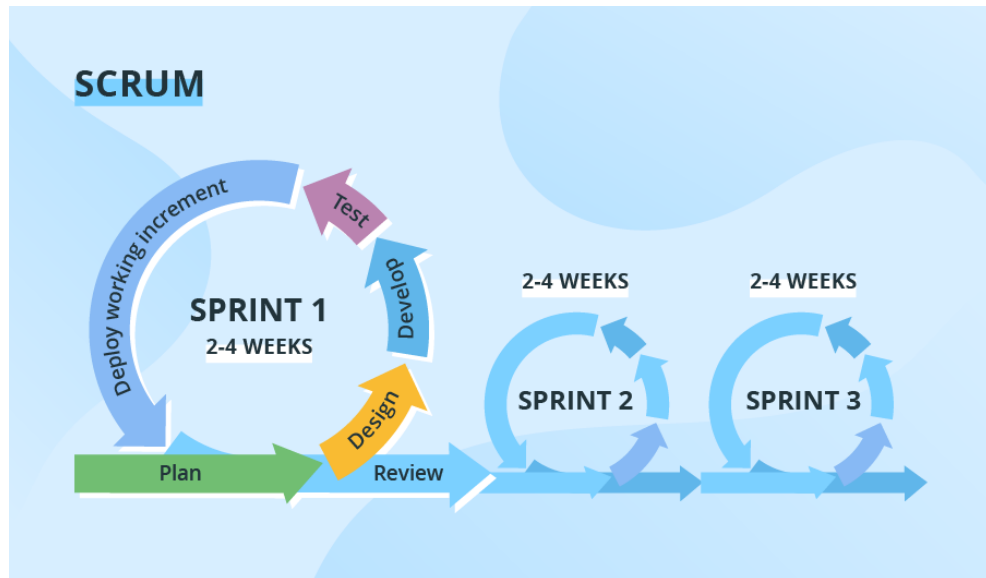 SCRUM
Deploy working increment
Test
Develop
SPRINT 1
2-4 WEEKS
Design
Plan
Review
2-4 WEEKS
SPRINT 2
2-4 WEEKS
SPRINT 3